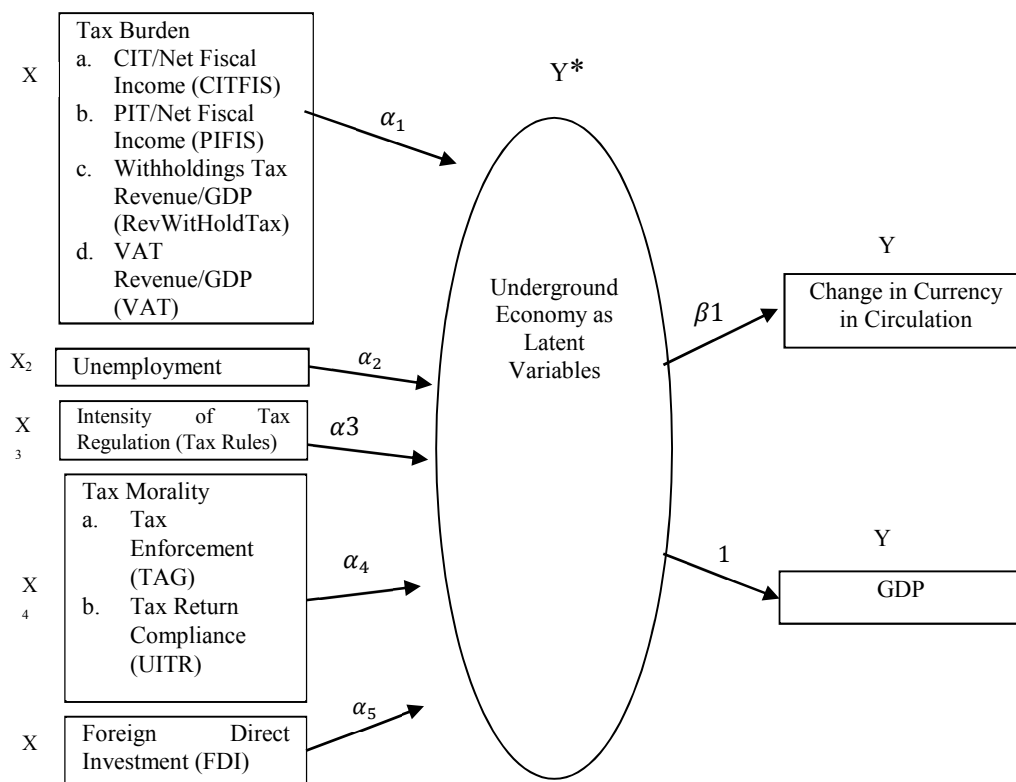 X
Tax Burden
a. CIT/Net Fiscal
Income (CITFIS)
b. PIT/Net Fiscal
Income (PIFIS)
c. Withholdings Tax
Revenue/GDP
(RevWitHoldTax)
d. VAT
Revenue/GDP
(VAT)
α₁
X₂
Unemployment
α₂
X
₃
Intensity of Tax
Regulation (Tax Rules)
α3
X
₄
Tax Morality
a. Tax
Enforcement
(TAG)
b. Tax Return
Compliance
(UITR)
α₄
X
Foreign Direct
Investment (FDI)
α₅
Y*
Underground
Economy as
Latent
Variables
β1
Y
Change in Currency
in Circulation
1
Y
GDP